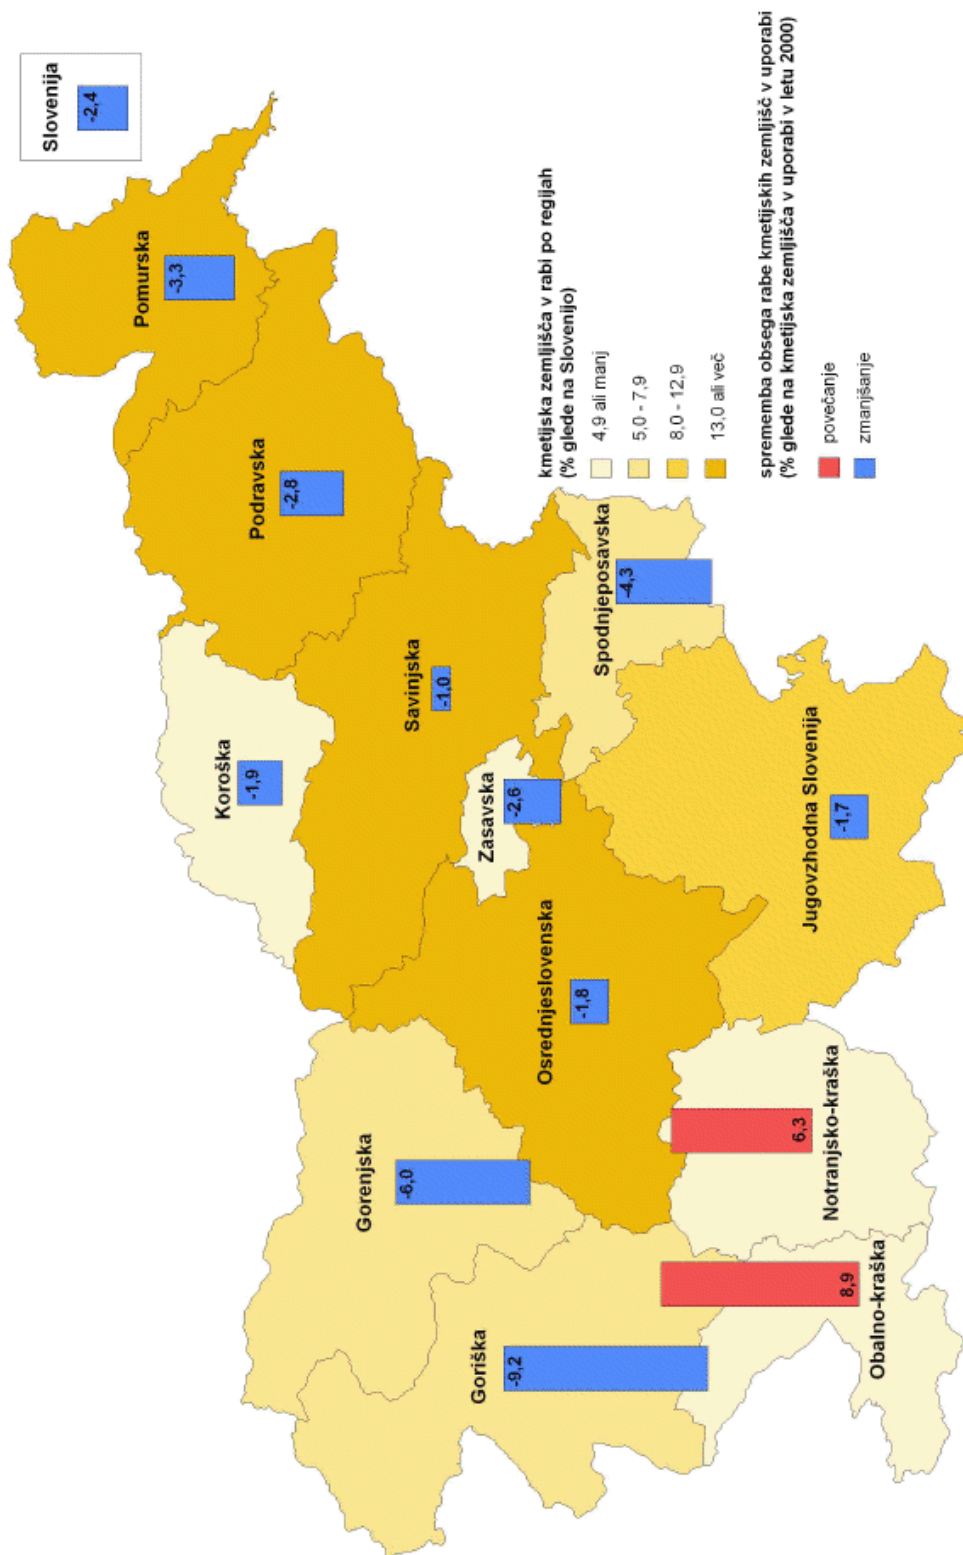 Slovenija
-2,4
Pomurska
-3,3
Podravska
-2,8
Koroška
-1,9
Savinjska
-1,0
Zasavska
-2,6
Spodnjeposavska
-4,3
Gorenjska
-6,0
Osrednjeslovenska
-1,8
Jugovzhodna Slovenija
-1,7
Goriška
-9,2
Notranjsko-kraška
6,3
Obalno-kraška
8,9
kmetijska zemljišča v rabi po regijah
(% glede na Slovenijo)
4,9 ali manj
5,0 - 7,9
8,0 - 12,9
13,0 ali več
sprememba obsega rabe kmetijskih zemljišč v uporabi
(% glede na kmetijska zemljišča v uporabi v letu 2000)
povečanje
zmanjšanje